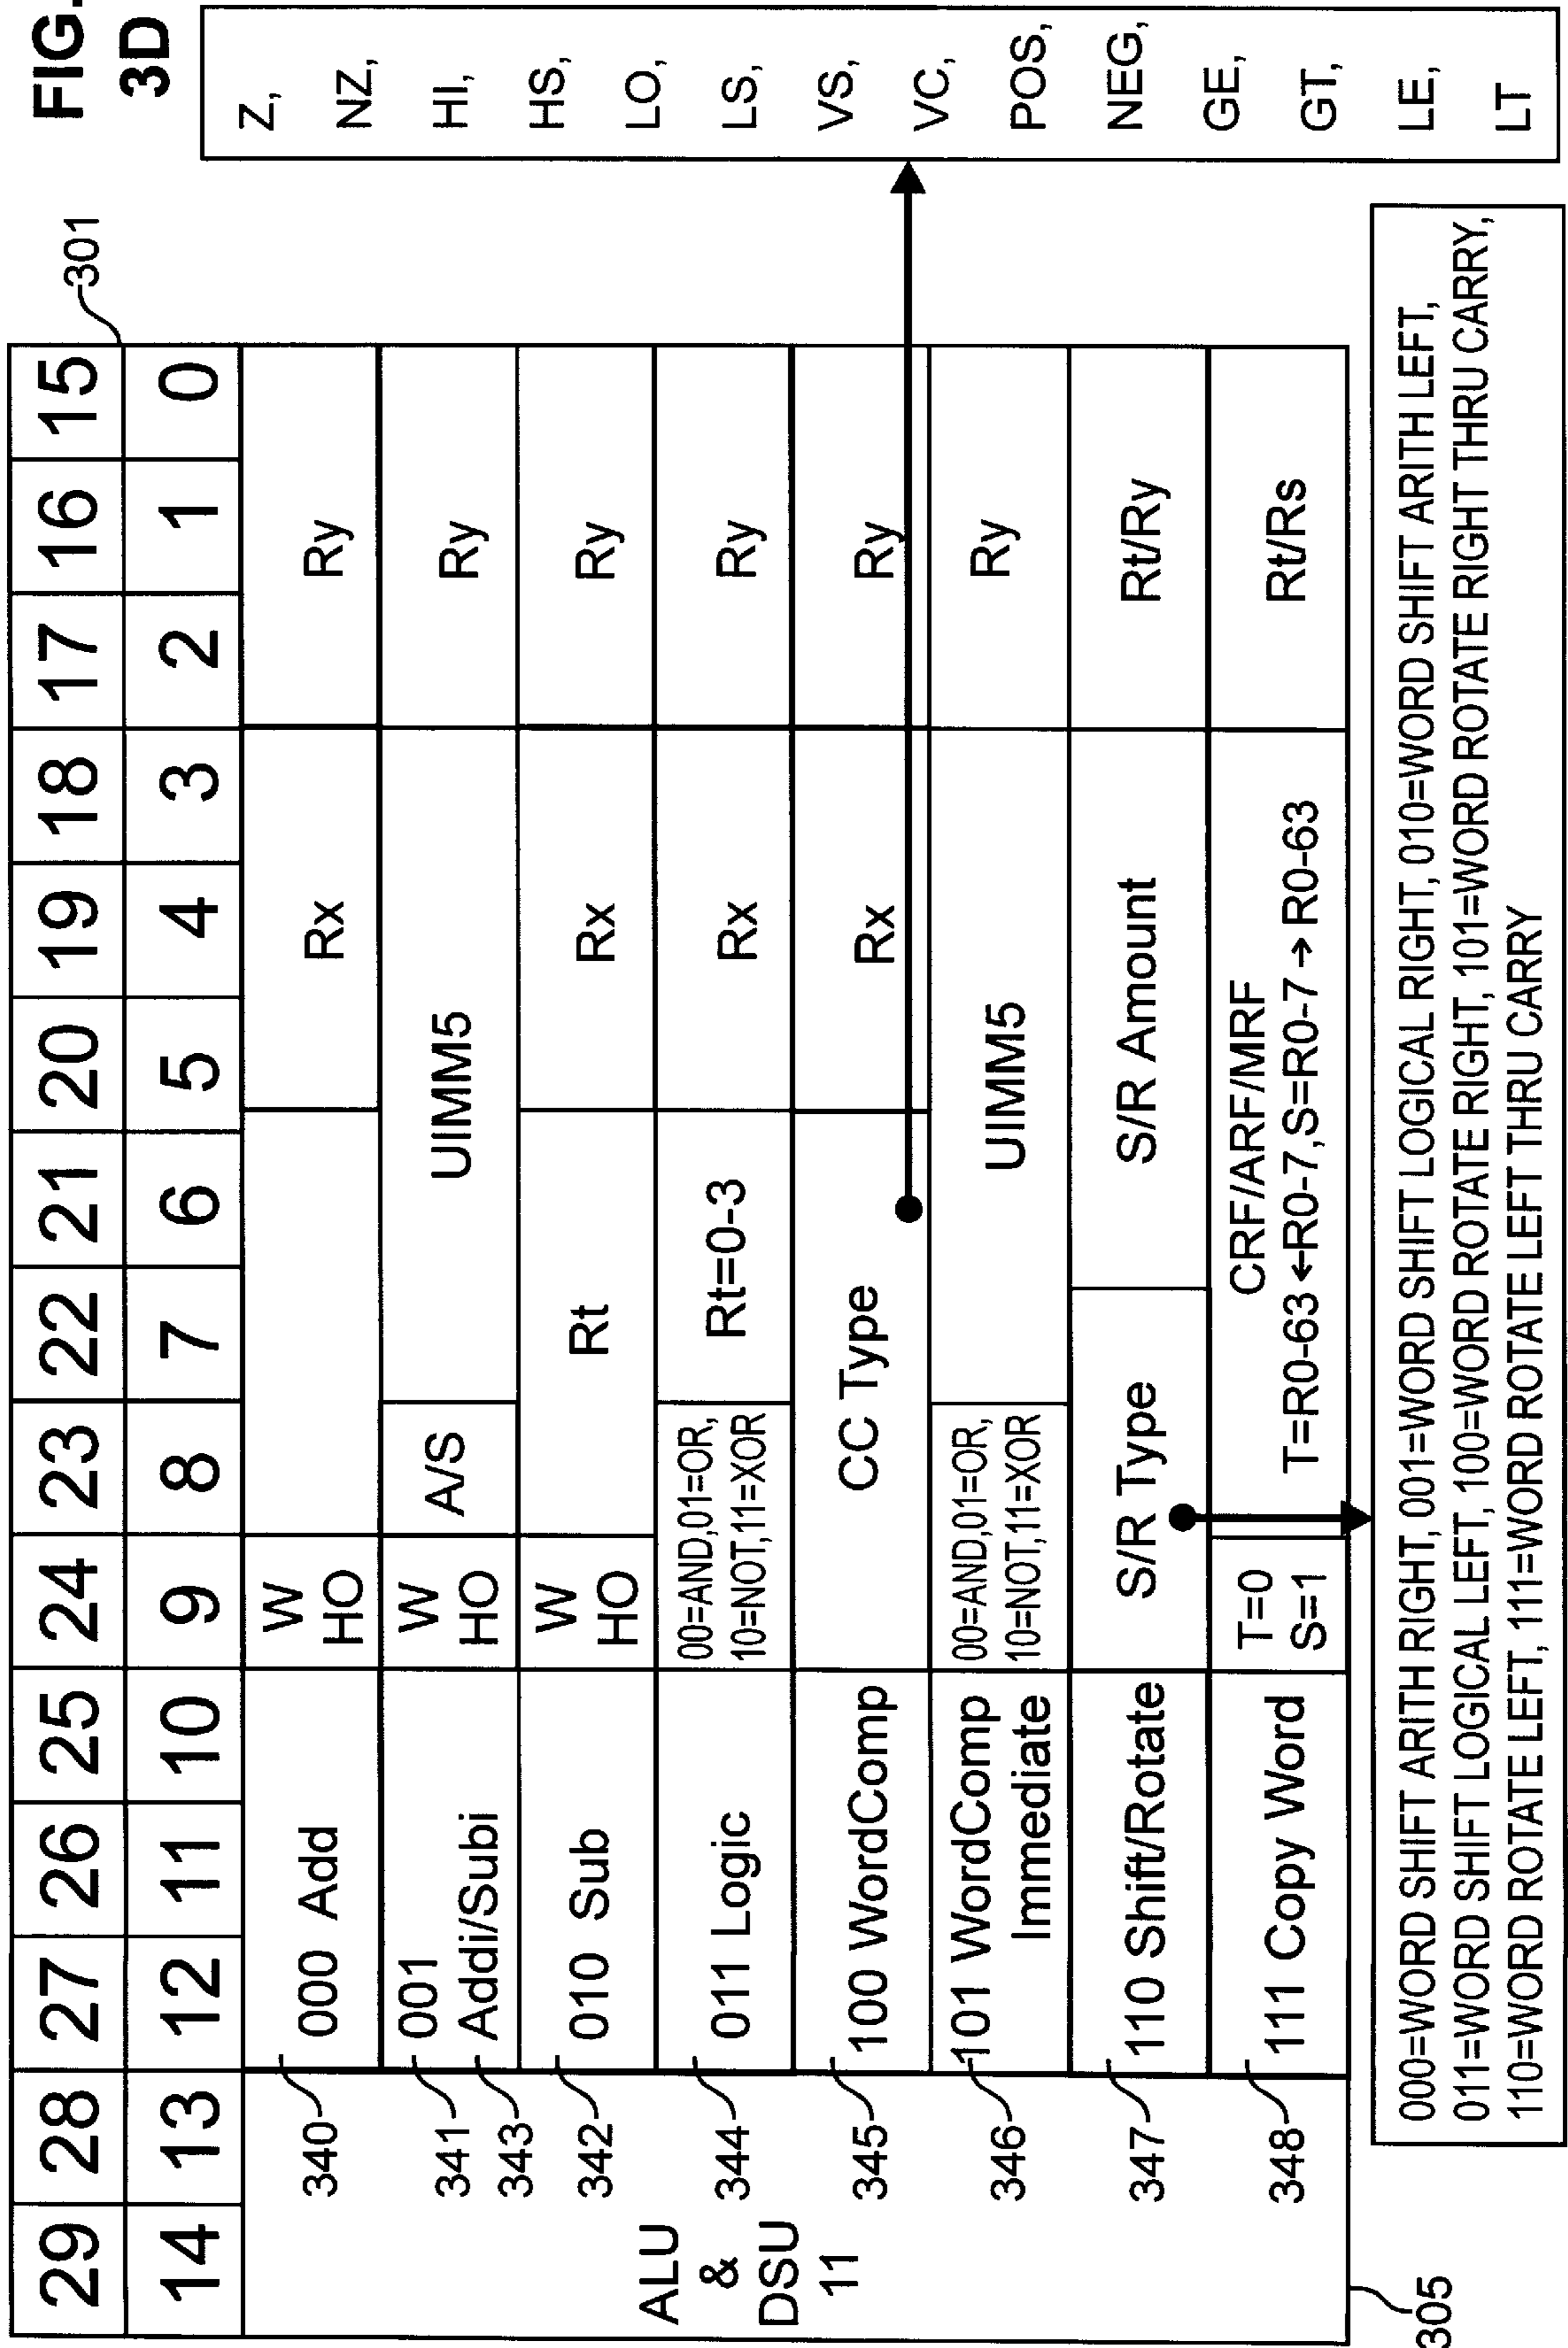 FIG.
3D
301
29 28 27 26 25 24 23 22 21 20 19 18 17 16 15
14 13 12 11 10 9 8 7 6 5 4 3 2 1 0
ALU
&
DSU
11
305
340 000 Add W
HO Rx Ry
341
343 001
Addi/Subi W
HO A/S UIMM5 Ry
342 010 Sub W
HO Rt Rx Ry
344 011 Logic 00=AND,01=OR,
10=NOT,11=XOR Rt=0-3 Rx Ry
345 100 WordComp CC Type Rx Ry
346 101 WordComp
Immediate 00=AND,01=OR,
10=NOT,11=XOR UIMM5 Ry
347 110 Shift/Rotate S/R Type S/R Amount Rt/Ry
348 111 Copy Word T=0
S=1 CRF/ARF/MRF
T=R0-63←R0-7,S=R0-7→R0-63 Rt/Rs
Z,
NZ,
HI,
HS,
LO,
LS,
VS,
VC,
POS,
NEG,
GE,
GT,
LE,
LT
000=WORD SHIFT ARITH RIGHT, 001=WORD SHIFT LOGICAL RIGHT, 010=WORD SHIFT ARITH LEFT,
011=WORD SHIFT LOGICAL LEFT, 100=WORD ROTATE RIGHT, 101=WORD ROTATE RIGHT THRU CARRY,
110=WORD ROTATE LEFT, 111=WORD ROTATE LEFT THRU CARRY